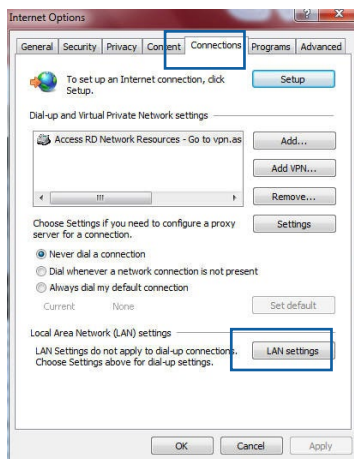 Internet Options
General Security Privacy Content Connections Programs Advanced
To set up an Internet connection, click
Setup.
Setup
Dial-up and Virtual Private Network settings
Access RD Network Resources - Go to vpn.as
Add...
Add VPN...
Remove...
Choose Settings if you need to configure a proxy
server for a connection.
Settings
Never dial a connection
Dial whenever a network connection is not present
Always dial my default connection
Current None
Set default
Local Area Network (LAN) settings
LAN Settings do not apply to dial-up connections.
Choose Settings above for dial-up settings.
LAN settings
OK Cancel Apply